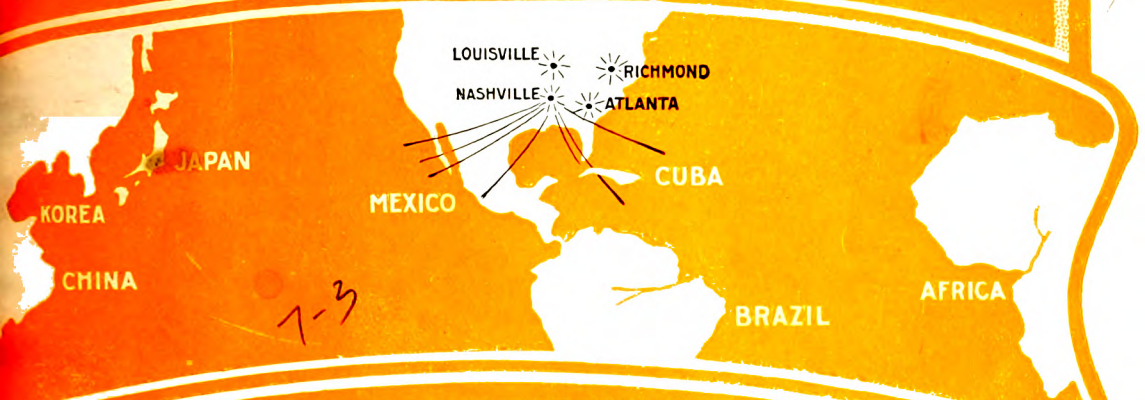 LOUISVILLE
RICHMOND
NASHVILLE
ATLANTA
JAPAN
CUBA
MEXICO
KOREA
CHINA
AFRICA
BRAZIL
7-3